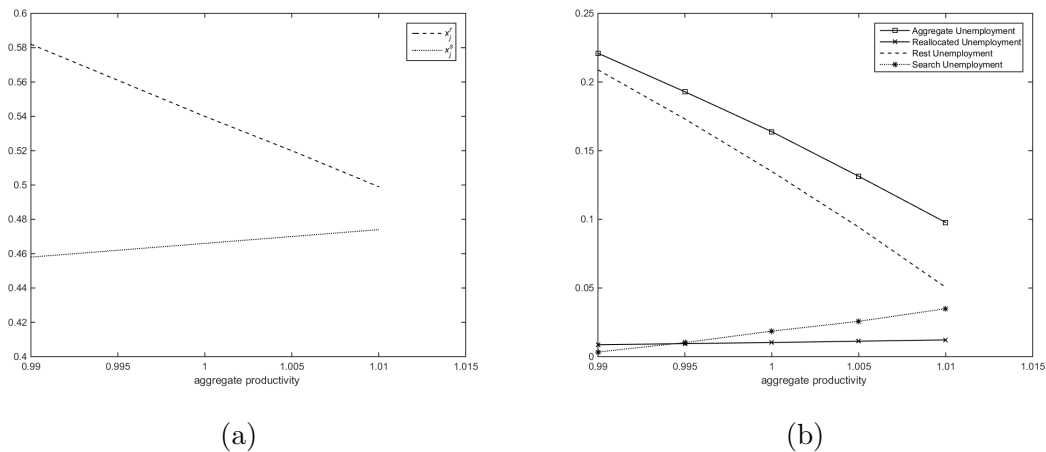 0.6
0.58
0.56
0.54
0.52
0.5
0.48
0.46
0.44
0.42
0.4
0.99 0.995 1 1.005 1.01 1.015
aggregate productivity
x_j^r
x_j^s
(a)
0.25
0.2
0.15
0.1
0.05
0
0.99 0.995 1 1.005 1.01 1.015
aggregate productivity
Aggregate Unemployment
Reallocated Unemployment
Rest Unemployment
Search Unemployment
(b)